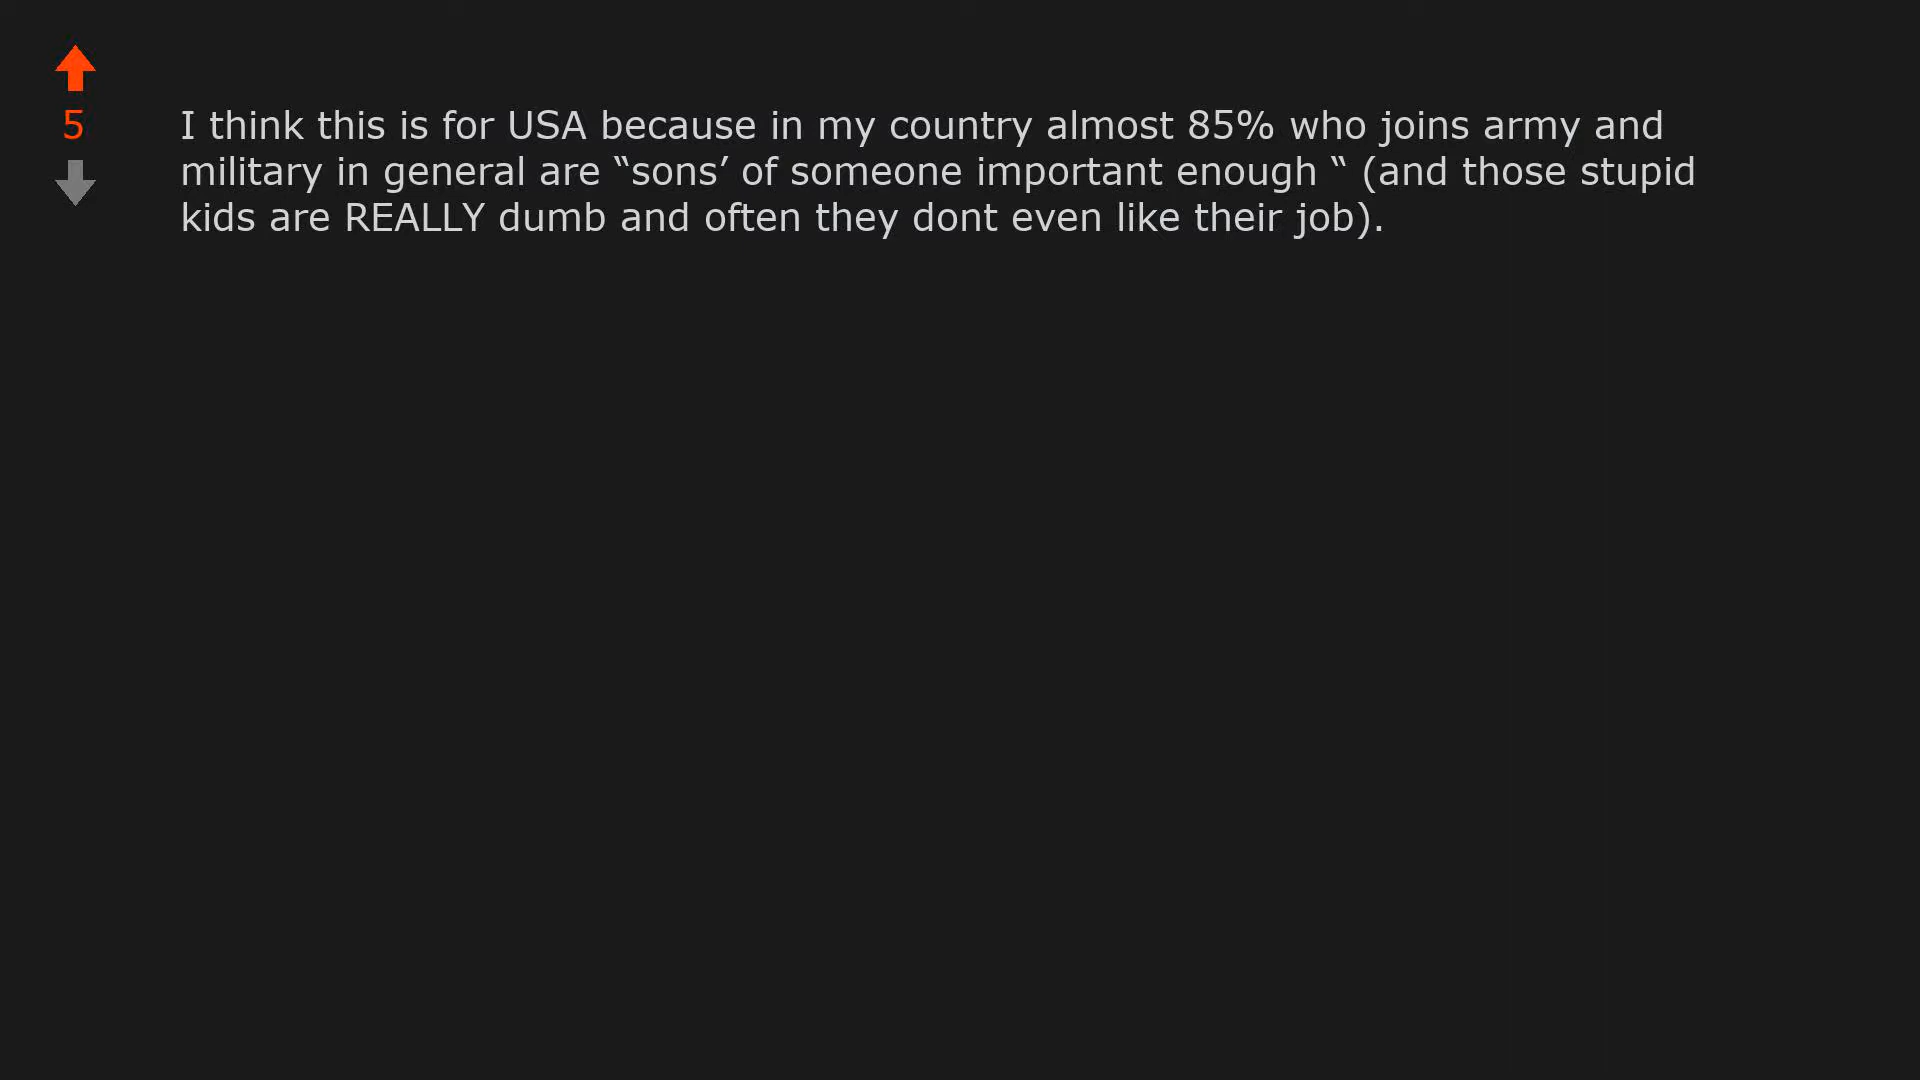 5
I think this is for USA because in my country almost 85% who joins army and
military in general are “sons’ of someone important enough “ (and those stupid
kids are REALLY dumb and often they dont even like their job).